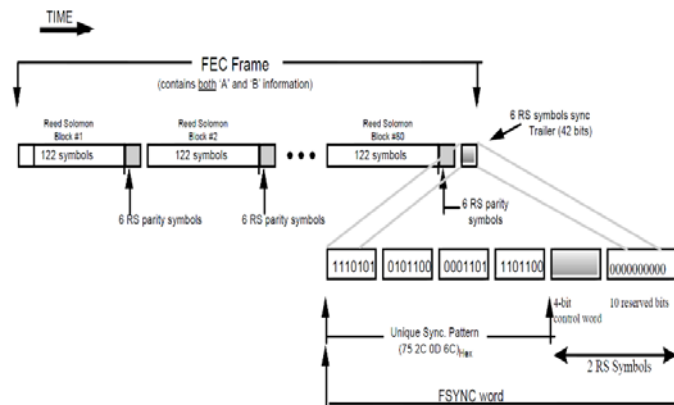 TIME
FEC Frame
(contains both 'A' and 'B' information)
6 RS symbols sync
Trailer (42 bits)
Reed Solomon
Block #1
Reed Solomon
Block #2
Reed Solomon
Block #60
122 symbols
122 symbols
122 symbols
6 RS parity symbols
6 RS parity symbols
6 RS parity
symbols
1110101
0101100
0001101
1101100
0000000000
4-bit
control word
10 reserved bits
Unique Sync. Pattern
(75 2C 0D 6C)Hex
2 RS Symbols
FSYNC word